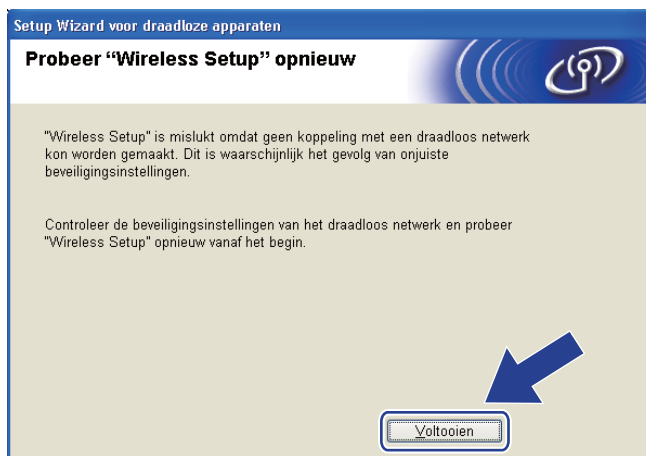 Setup Wizard voor draadloze apparaten
Probeer “Wireless Setup” opnieuw
"Wireless Setup" is mislukt omdat geen koppeling met een draadloos netwerk
kon worden gemaakt. Dit is waarschijnlijk het gevolg van onjuiste
beveiligingsinstellingen.
Controleer de beveiligingsinstellingen van het draadloos netwerk en probeer
"Wireless Setup" opnieuw vanaf het begin.
Voltooien